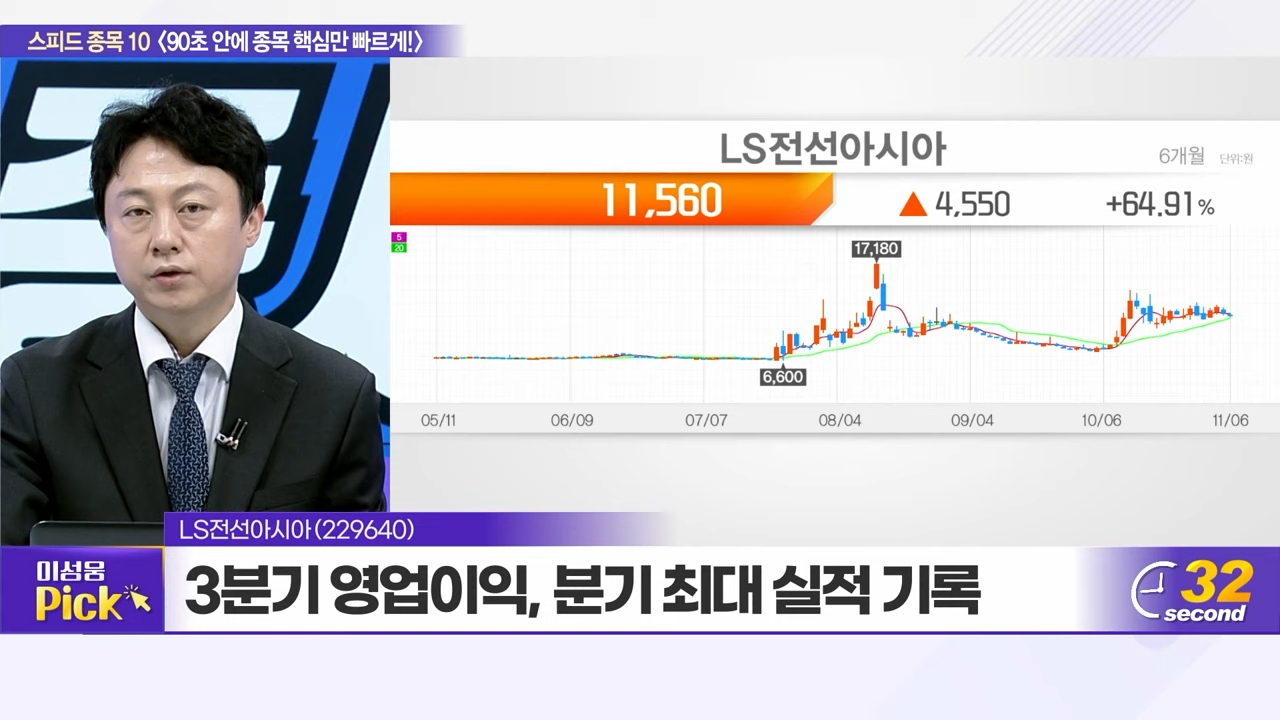 스피드 종목 10 〈90초 안에 종목 핵심만 빠르게!〉
LS전선아시아
6개월 단위:원
11,560 ▲ 4,550 +64.91%
5
20
17,180
6,600
05/11 06/09 07/07 08/04 09/04 10/06 11/06
LS전선아시아(229640)
이성웅
Pick
3분기 영업이익, 분기 최대 실적 기록
32
second